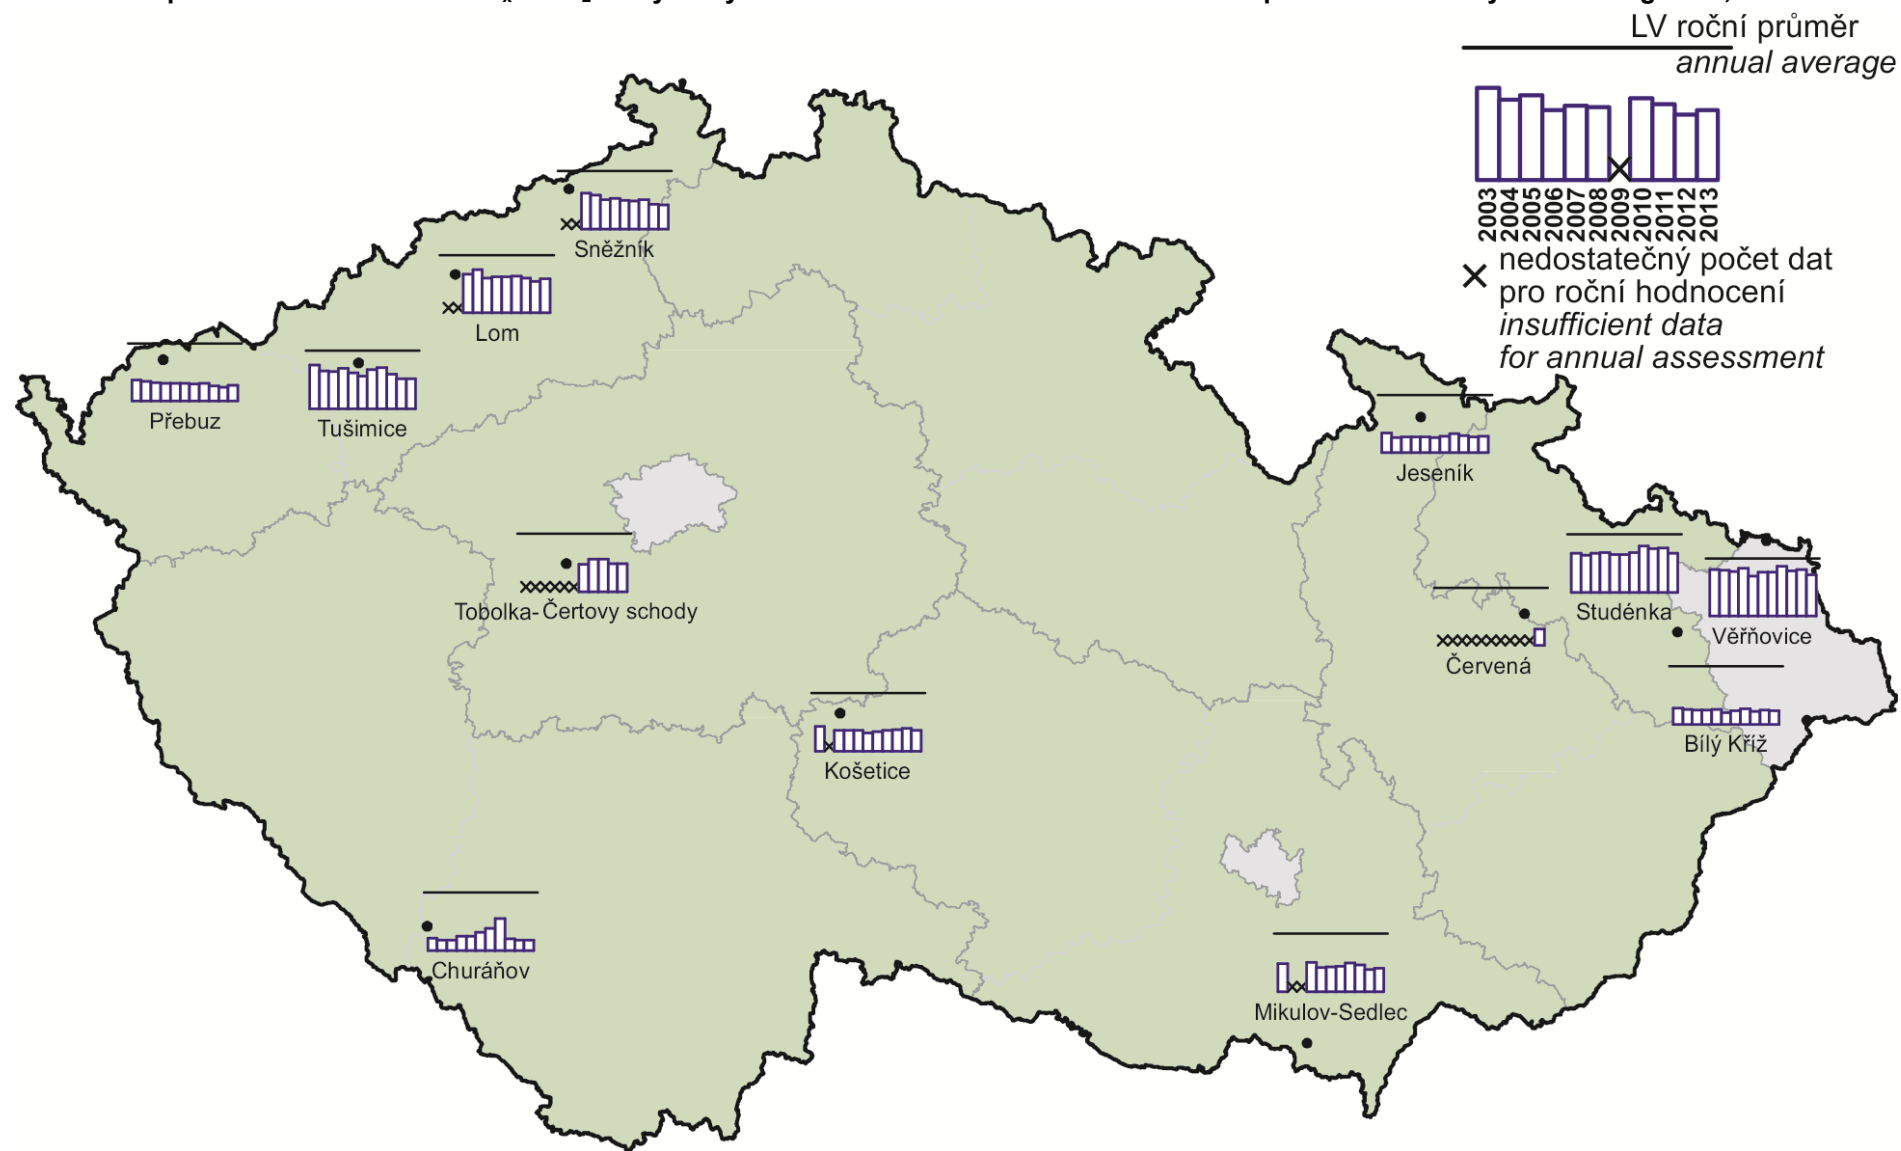 LV roční průměr
annual average
2003
2004
2005
2006
2007
2008
2009
2010
2011
2012
2013
nedostatečný počet dat
pro roční hodnocení
insufficient data
for annual assessment
Sněžník
Lom
Přebuz
Tušimice
Jeseník
Tobolka-Čertovy schody
Studénka
Věřňovice
Červená
Bílý Kříž
Košetice
Churáňov
Mikulov-Sedlec